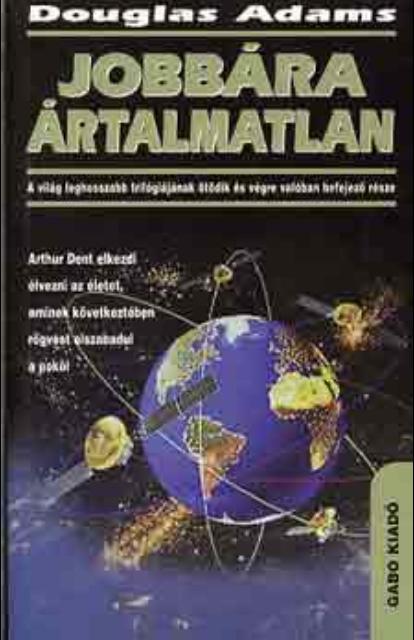 Douglas Adams
JOBBÁRA
ÁRTALMATLAN
A világ leghosszabb trilógiájának ötödik és végre valóban befejező része
Arthur Dent elkezdi
élvezni az életet,
aminek következtében
rögvest elszabadul
a pokol
GABO KIADÓ